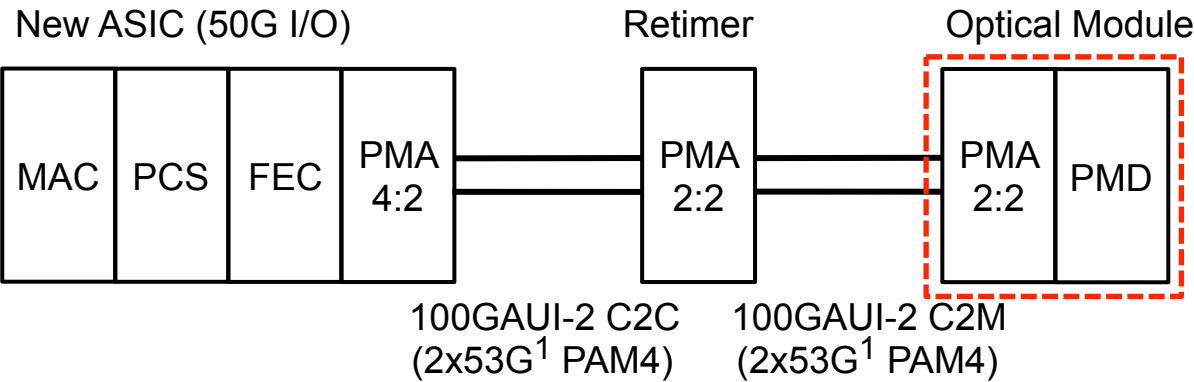 New ASIC (50G I/O)
Retimer
Optical Module
MAC
PCS
FEC
PMA
4:2
PMA
2:2
PMA
2:2
PMD
100GAUI-2 C2C
(2x53G¹ PAM4)
100GAUI-2 C2M
(2x53G¹ PAM4)